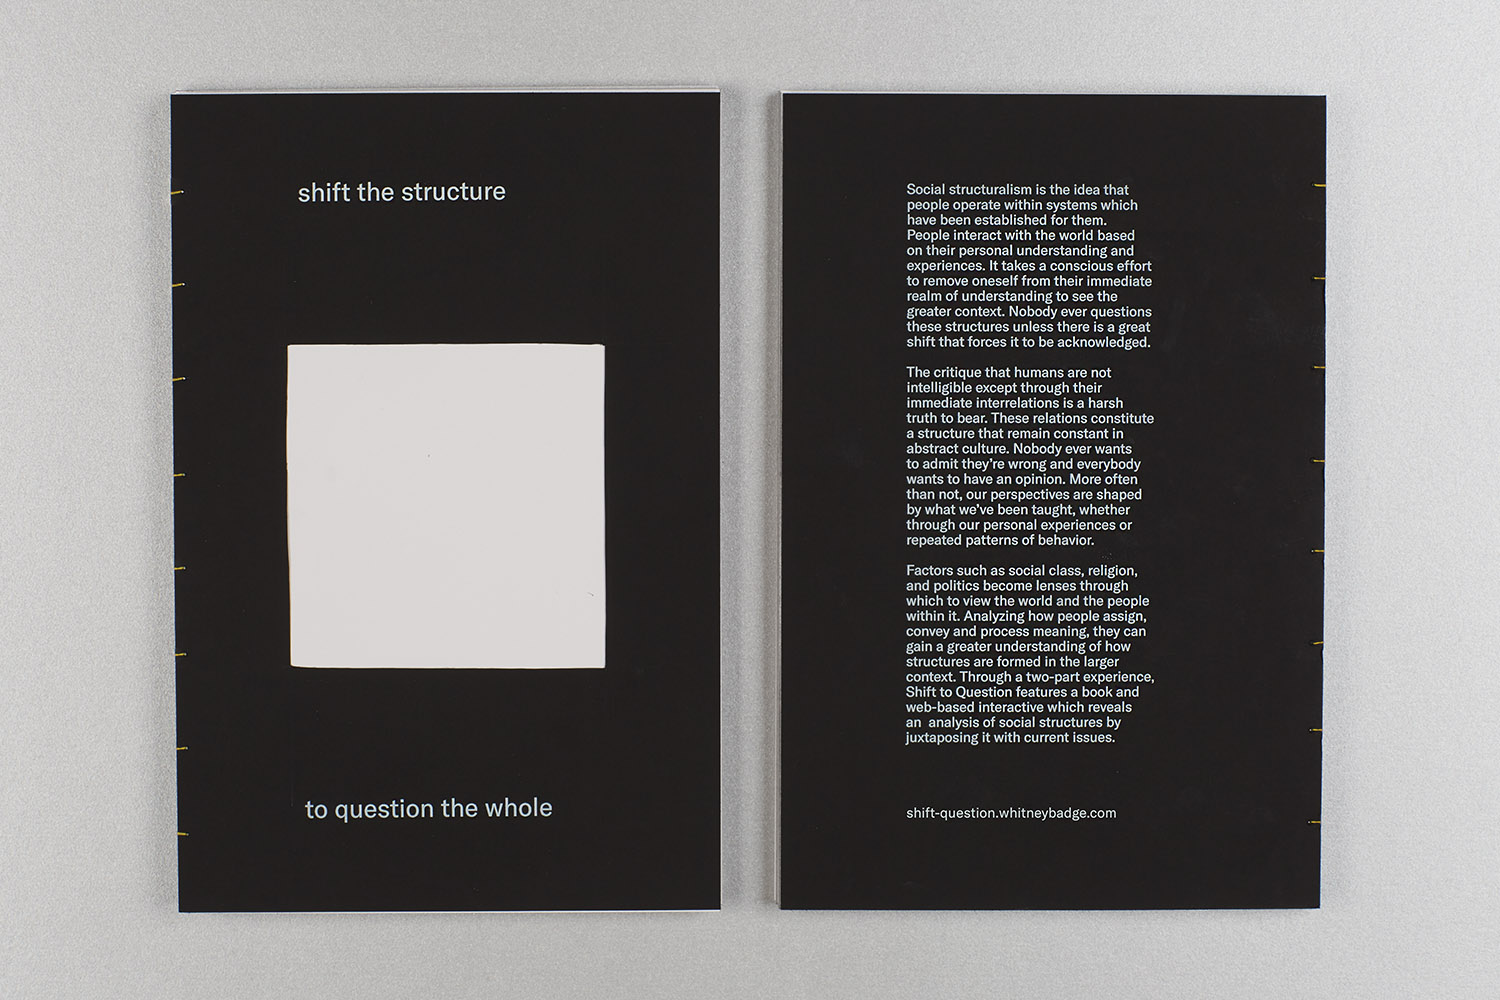 shift the structure
to question the whole
Social structuralism is the idea that
people operate within systems which
have been established for them.
People interact with the world based
on their personal understanding and
experiences. It takes a conscious effort
to remove oneself from their immediate
realm of understanding to see the
greater context. Nobody ever questions
these structures unless there is a great
shift that forces it to be acknowledged.
The critique that humans are not
intelligible except through their
immediate interrelations is a harsh
truth to bear. These relations constitute
a structure that remain constant in
abstract culture. Nobody ever wants
to admit they're wrong and everybody
wants to have an opinion. More often
than not, our perspectives are shaped
by what we've been taught, whether
through our personal experiences or
repeated patterns of behavior.
Factors such as social class, religion,
and politics become lenses through
which to view the world and the people
within it. Analyzing how people assign,
convey and process meaning, they can
gain a greater understanding of how
structures are formed in the larger
context. Through a two-part experience,
Shift to Question features a book and
web-based interactive which reveals
an  analysis of social structures by
juxtaposing it with current issues.
shift-question.whitneybadge.com